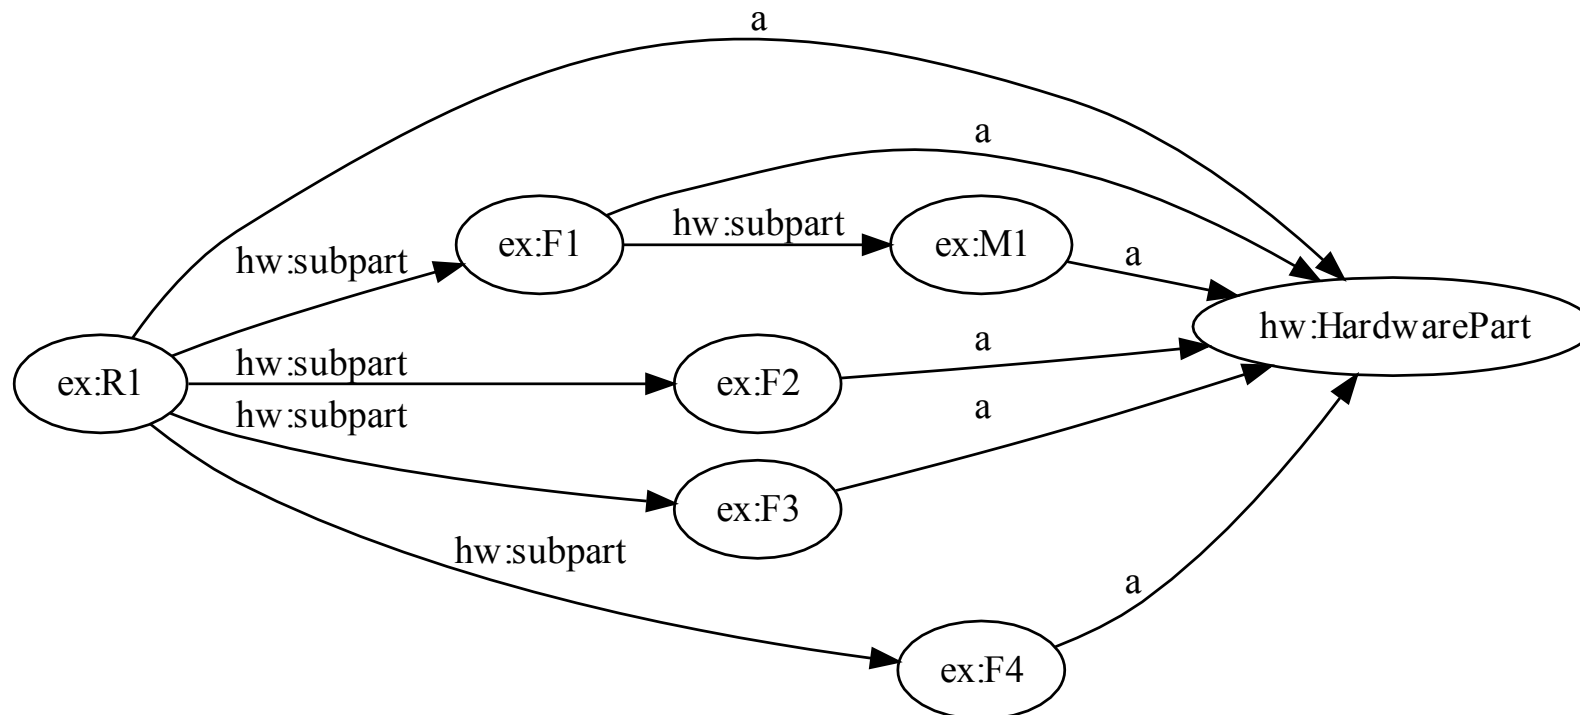 a
a
hw:subpart
ex:F1
ex:M1
hw:subpart
a
hw:HardwarePart
hw:subpart
a
ex:R1
ex:F2
hw:subpart
a
ex:F3
hw:subpart
a
ex:F4